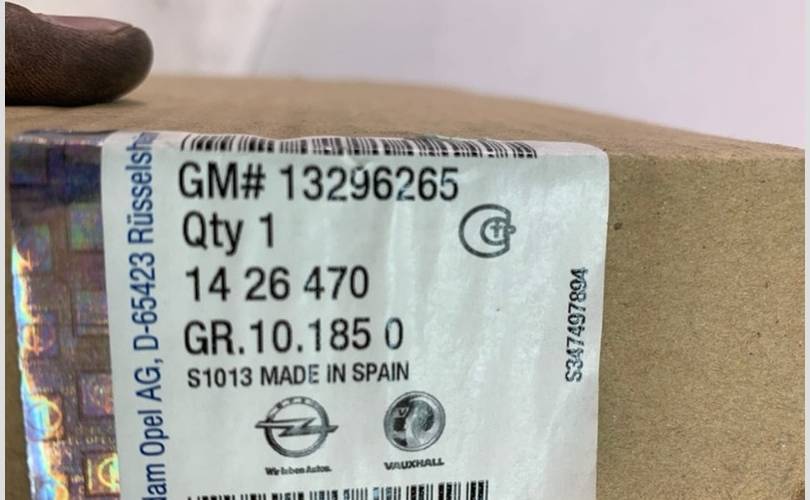 GM# 13296265
Qty 1
14 26 470
GR.10.185 0
S1013 MADE IN SPAIN
Wir leben Autos.
VAUXHALL
S347497894
dam Opel AG, D-65423 Rüsselsh